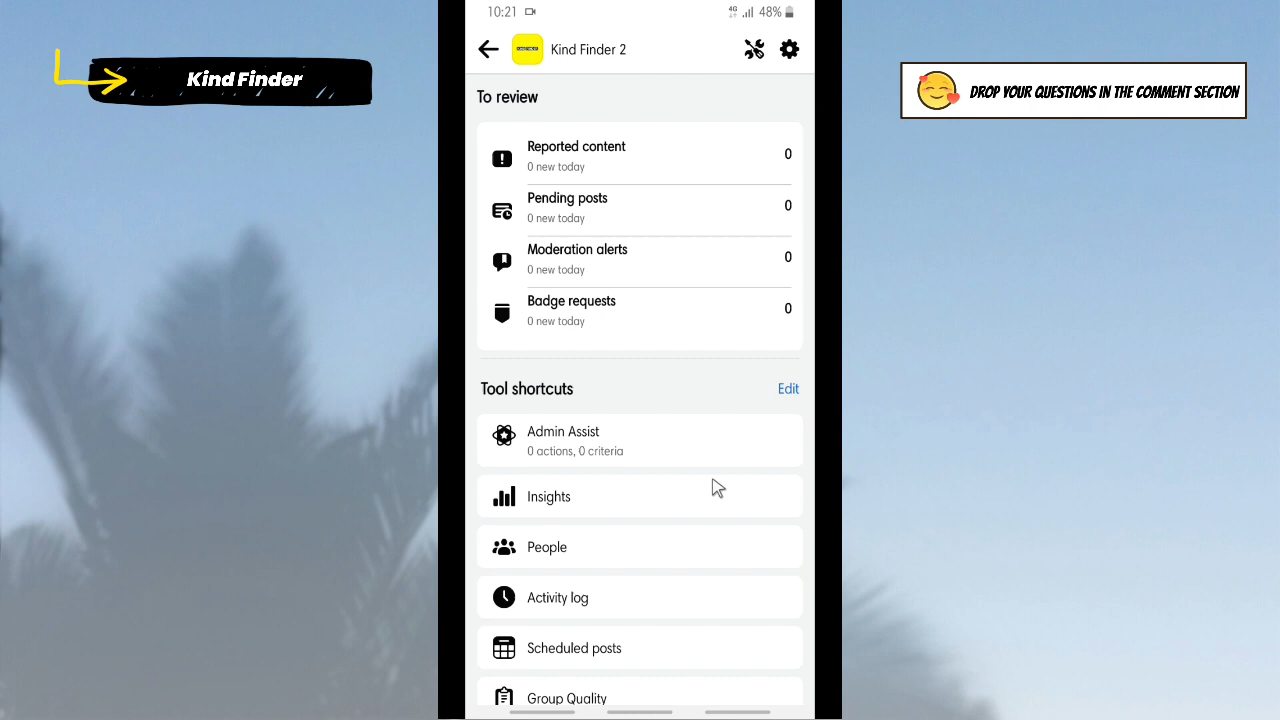 Kind Finder
DROP YOUR QUESTIONS IN THE COMMENT SECTION
10:21
4G
48%
Kind Finder 2
To review
Reported content
0
0 new today
Pending posts
0
0 new today
Moderation alerts
0
0 new today
Badge requests
0
0 new today
Tool shortcuts
Edit
Admin Assist
0 actions, 0 criteria
Insights
People
Activity log
Scheduled posts
Group Quality